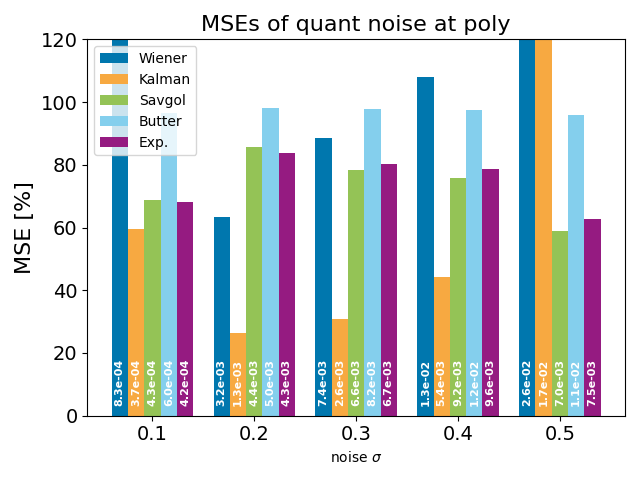 MSEs of quant noise at poly
MSE [%]
120
100
80
60
40
20
0
Wiener
Kalman
Savgol
Butter
Exp.
8.3e-04
3.7e-04
4.3e-04
6.0e-04
4.2e-04
3.2e-03
1.3e-03
4.4e-03
5.0e-03
4.3e-03
7.4e-03
2.6e-03
6.6e-03
8.2e-03
6.7e-03
1.3e-02
5.4e-03
9.2e-03
1.2e-02
9.6e-03
2.6e-02
1.7e-02
7.0e-03
1.1e-02
7.5e-03
0.1 0.2 0.3 0.4 0.5
noise σ